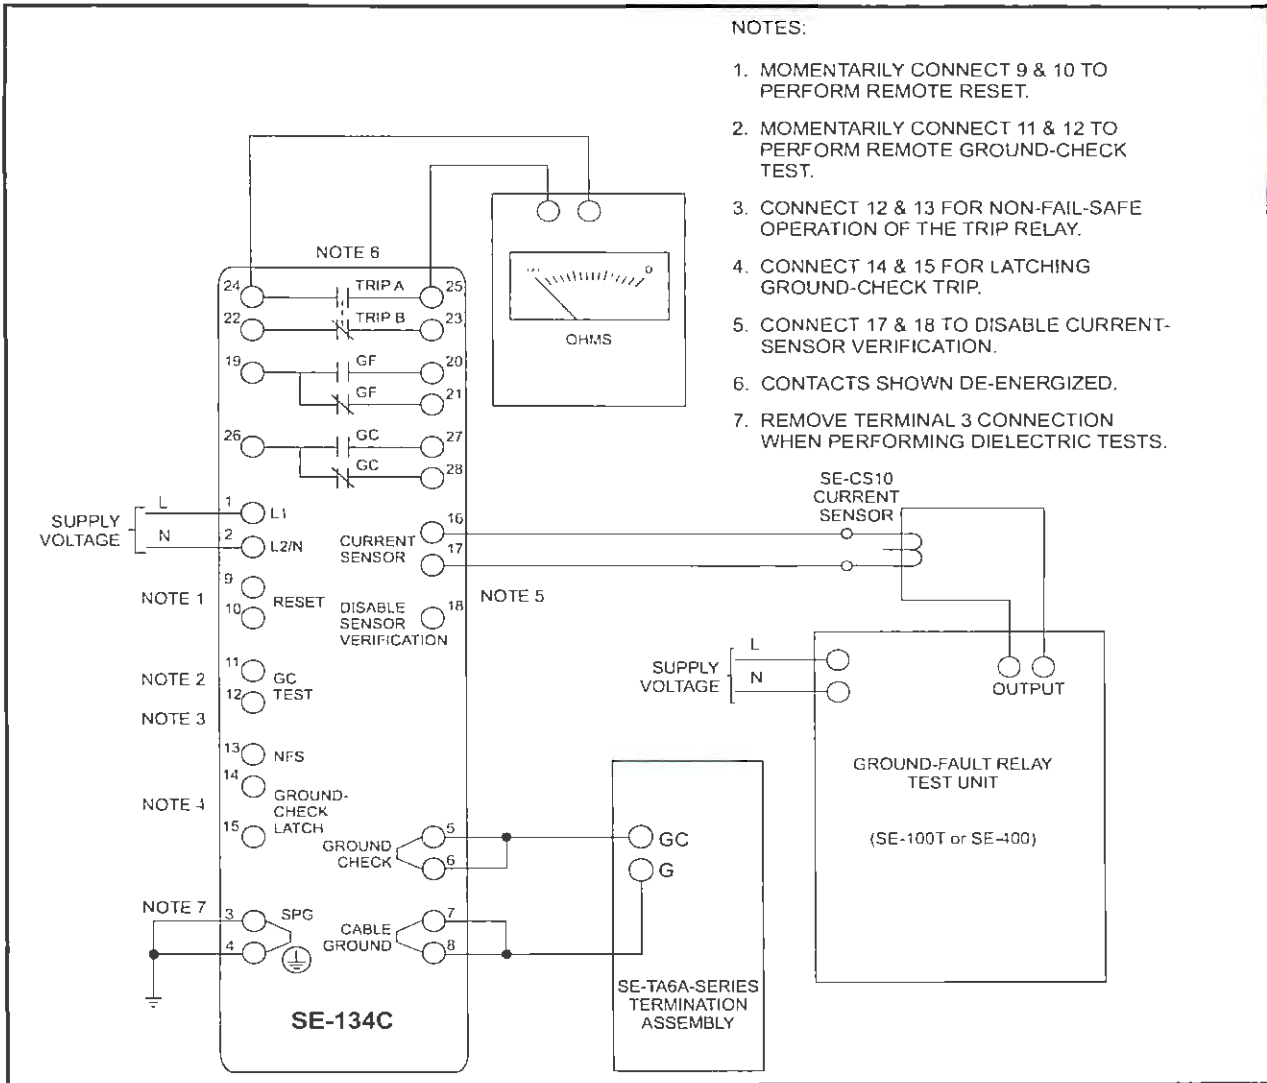 NOTES:
1. MOMENTARILY CONNECT 9 & 10 TO
PERFORM REMOTE RESET.
2. MOMENTARILY CONNECT 11 & 12 TO
PERFORM REMOTE GROUND-CHECK
TEST.
3. CONNECT 12 & 13 FOR NON-FAIL-SAFE
OPERATION OF THE TRIP RELAY.
4. CONNECT 14 & 15 FOR LATCHING
GROUND-CHECK TRIP.
5. CONNECT 17 & 18 TO DISABLE CURRENT-
SENSOR VERIFICATION.
6. CONTACTS SHOWN DE-ENERGIZED.
7. REMOVE TERMINAL 3 CONNECTION
WHEN PERFORMING DIELECTRIC TESTS.
NOTE 6
24 TRIP A 25
22 TRIP B 23
19 GF 20
GF 21
26 GC 27
GC 28
0
OHMS
SUPPLY
VOLTAGE
L
N
1 L1
2 L2/N
CURRENT
SENSOR
16
17
SE-CS10
CURRENT
SENSOR
NOTE 1
9
10
RESET
DISABLE
SENSOR
VERIFICATION
18
NOTE 5
NOTE 2
11
12
GC
TEST
NOTE 3
13 NFS
NOTE 4
14
15
GROUND-
CHECK
LATCH
GROUND
CHECK
5
6
GC
G
NOTE 7
3
4
SPG
CABLE
GROUND
7
8
SE-134C
SE-TA6A-SERIES
TERMINATION
ASSEMBLY
SUPPLY
VOLTAGE
L
N
OUTPUT
GROUND-FAULT RELAY
TEST UNIT
(SE-100T or SE-400)